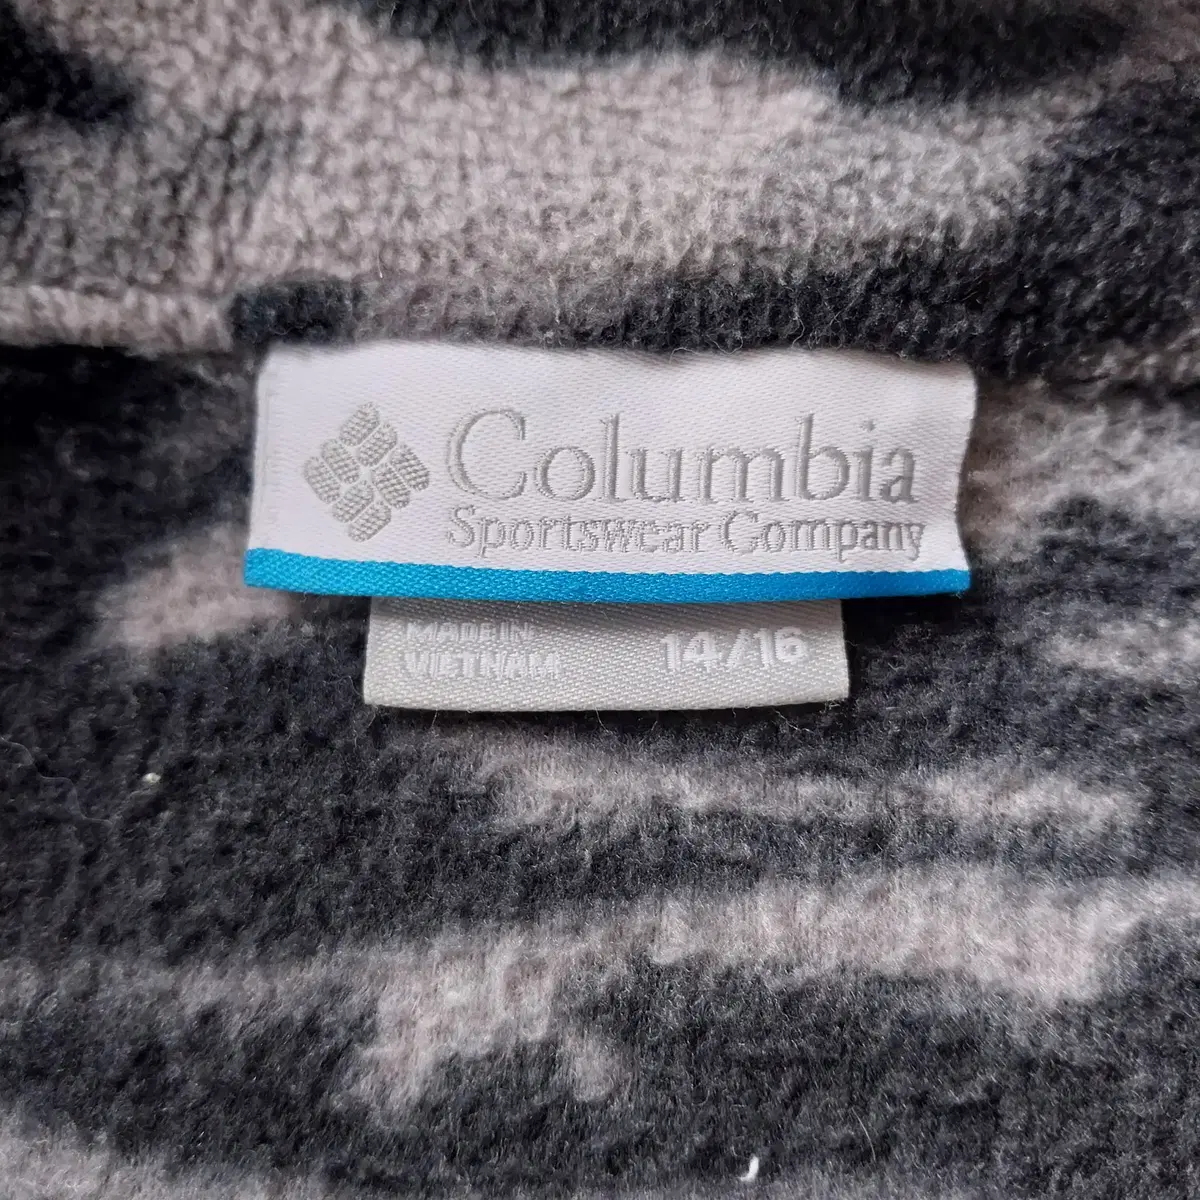 Columbia
Sportswear Company
MADE IN
VIETNAM
14/16